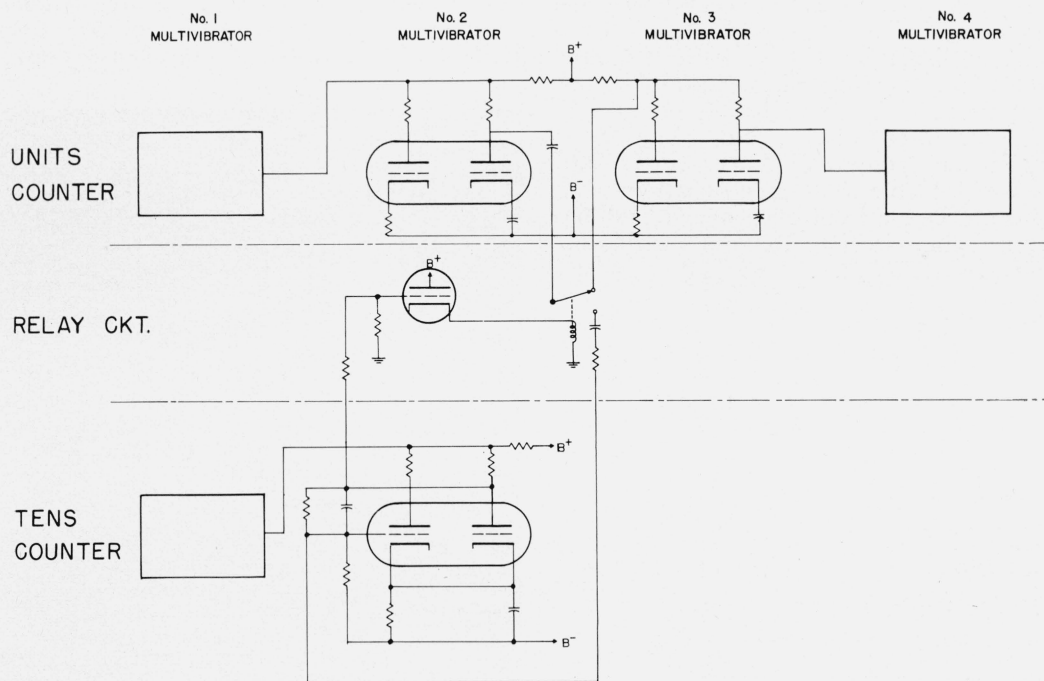 No. 1
MULTIVIBRATOR
No. 2
MULTIVIBRATOR
No. 3
MULTIVIBRATOR
No. 4
MULTIVIBRATOR
B+
UNITS
COUNTER
B-
B+
RELAY CKT.
B+
TENS
COUNTER
B-